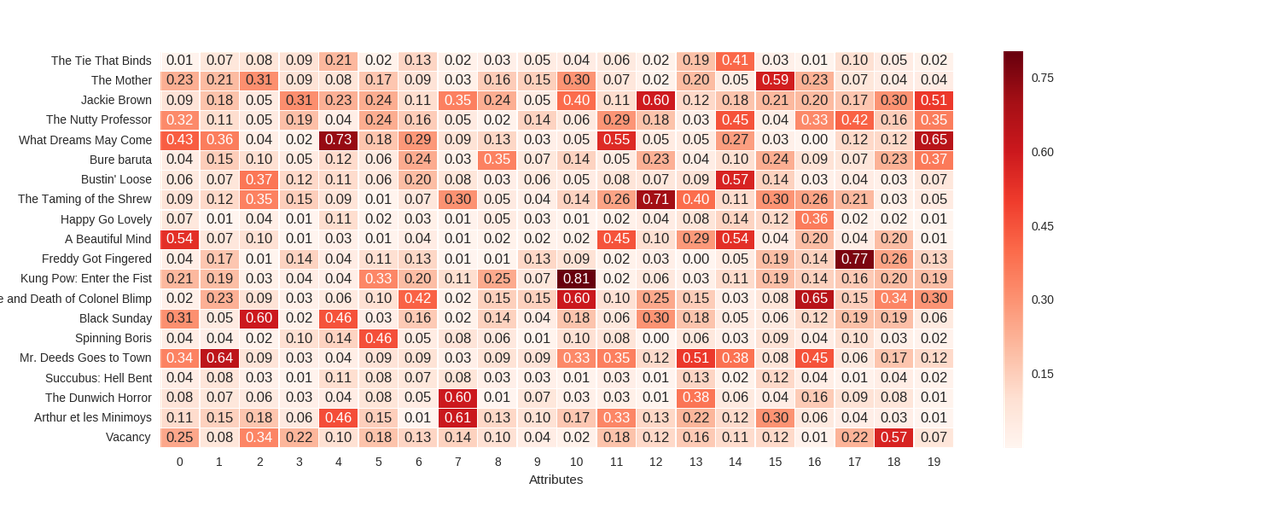 The Tie That Binds 0.01 0.07 0.08 0.09 0.21 0.02 0.13 0.02 0.03 0.05 0.04 0.06 0.02 0.19 0.41 0.03 0.01 0.10 0.05 0.02
The Mother 0.23 0.21 0.31 0.09 0.08 0.17 0.09 0.03 0.16 0.15 0.30 0.07 0.02 0.20 0.05 0.59 0.23 0.07 0.04 0.04
Jackie Brown 0.09 0.18 0.05 0.31 0.23 0.24 0.11 0.35 0.24 0.05 0.40 0.11 0.60 0.12 0.18 0.21 0.20 0.17 0.30 0.51
The Nutty Professor 0.32 0.11 0.05 0.19 0.04 0.24 0.16 0.05 0.02 0.14 0.06 0.29 0.18 0.03 0.45 0.04 0.33 0.42 0.16 0.35
What Dreams May Come 0.43 0.36 0.04 0.02 0.73 0.18 0.29 0.09 0.13 0.03 0.05 0.55 0.05 0.05 0.27 0.03 0.00 0.12 0.12 0.65
Bure baruta 0.04 0.15 0.10 0.05 0.12 0.06 0.24 0.03 0.35 0.07 0.14 0.05 0.23 0.04 0.10 0.24 0.09 0.07 0.23 0.37
Bustin' Loose 0.06 0.07 0.37 0.12 0.11 0.06 0.20 0.08 0.03 0.06 0.05 0.08 0.07 0.09 0.57 0.14 0.03 0.04 0.03 0.07
The Taming of the Shrew 0.09 0.12 0.35 0.15 0.09 0.01 0.07 0.30 0.05 0.04 0.14 0.26 0.71 0.40 0.11 0.30 0.26 0.21 0.03 0.05
Happy Go Lovely 0.07 0.01 0.04 0.01 0.11 0.02 0.03 0.01 0.05 0.03 0.01 0.02 0.04 0.08 0.14 0.12 0.36 0.02 0.02 0.01
A Beautiful Mind 0.54 0.07 0.10 0.01 0.03 0.01 0.04 0.01 0.02 0.02 0.02 0.45 0.10 0.29 0.54 0.04 0.20 0.04 0.20 0.01
Freddy Got Fingered 0.04 0.17 0.01 0.14 0.04 0.11 0.13 0.01 0.01 0.13 0.09 0.02 0.03 0.00 0.05 0.19 0.14 0.77 0.26 0.13
Kung Pow: Enter the Fist 0.21 0.19 0.03 0.04 0.04 0.33 0.20 0.11 0.25 0.07 0.81 0.02 0.06 0.03 0.11 0.19 0.14 0.16 0.20 0.19
e and Death of Colonel Blimp 0.02 0.23 0.09 0.03 0.06 0.10 0.42 0.02 0.15 0.15 0.60 0.10 0.25 0.15 0.03 0.08 0.65 0.15 0.34 0.30
Black Sunday 0.31 0.05 0.60 0.02 0.46 0.03 0.16 0.02 0.14 0.04 0.18 0.06 0.30 0.18 0.05 0.06 0.12 0.19 0.19 0.06
Spinning Boris 0.04 0.04 0.02 0.10 0.14 0.46 0.05 0.08 0.06 0.01 0.10 0.08 0.00 0.06 0.03 0.09 0.04 0.10 0.03 0.02
Mr. Deeds Goes to Town 0.34 0.64 0.09 0.03 0.04 0.09 0.09 0.03 0.09 0.09 0.33 0.35 0.12 0.51 0.38 0.08 0.45 0.06 0.17 0.12
Succubus: Hell Bent 0.04 0.08 0.03 0.01 0.11 0.08 0.07 0.08 0.03 0.03 0.01 0.03 0.01 0.13 0.02 0.12 0.04 0.01 0.04 0.02
The Dunwich Horror 0.08 0.07 0.06 0.03 0.04 0.08 0.05 0.60 0.01 0.07 0.03 0.03 0.01 0.38 0.06 0.04 0.16 0.09 0.08 0.01
Arthur et les Minimoys 0.11 0.15 0.18 0.06 0.46 0.15 0.01 0.61 0.13 0.10 0.17 0.33 0.13 0.22 0.12 0.30 0.06 0.04 0.03 0.01
Vacancy 0.25 0.08 0.34 0.22 0.10 0.18 0.13 0.14 0.10 0.04 0.02 0.18 0.12 0.16 0.11 0.12 0.01 0.22 0.57 0.07
0 1 2 3 4 5 6 7 8 9 10 11 12 13 14 15 16 17 18 19
Attributes
0.75
0.60
0.45
0.30
0.15